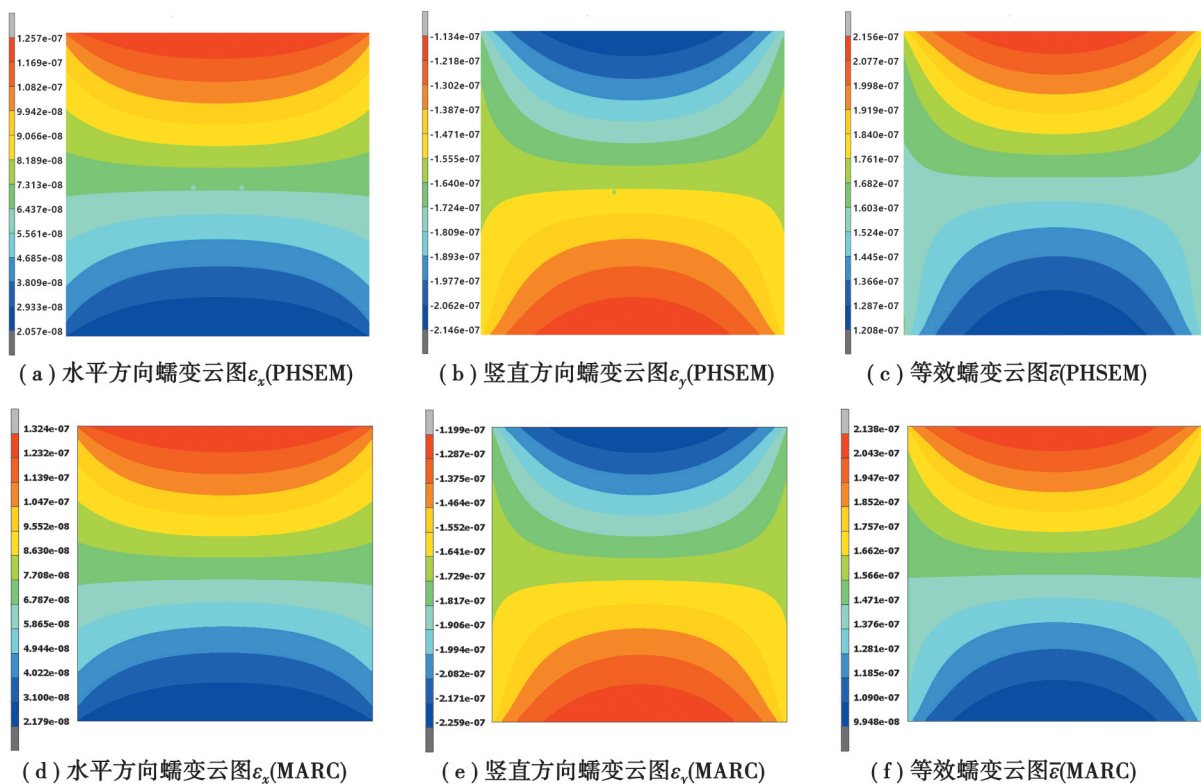 1.257e-07
1.169e-07
1.082e-07
9.942e-08
9.066e-08
8.189e-08
7.313e-08
6.437e-08
5.561e-08
4.685e-08
3.809e-08
2.933e-08
2.057e-08
(a)水平方向蠕变云图εx(PHSEM)
-1.134e-07
-1.218e-07
-1.302e-07
-1.387e-07
-1.471e-07
-1.555e-07
-1.640e-07
-1.724e-07
-1.809e-07
-1.893e-07
-1.977e-07
-2.062e-07
-2.146e-07
(b)竖直方向蠕变云图εy(PHSEM)
2.156e-07
2.077e-07
1.998e-07
1.919e-07
1.840e-07
1.761e-07
1.682e-07
1.603e-07
1.524e-07
1.445e-07
1.366e-07
1.287e-07
1.208e-07
(c)等效蠕变云图ε̄(PHSEM)
1.324e-07
1.232e-07
1.139e-07
1.047e-07
9.552e-08
8.630e-08
7.708e-08
6.787e-08
5.865e-08
4.944e-08
4.022e-08
3.100e-08
2.179e-08
(d)水平方向蠕变云图εx(MARC)
-1.199e-07
-1.287e-07
-1.375e-07
-1.464e-07
-1.552e-07
-1.641e-07
-1.729e-07
-1.817e-07
-1.906e-07
-1.994e-07
-2.082e-07
-2.171e-07
-2.259e-07
(e)竖直方向蠕变云图εy(MARC)
2.138e-07
2.043e-07
1.947e-07
1.852e-07
1.757e-07
1.662e-07
1.566e-07
1.471e-07
1.376e-07
1.281e-07
1.185e-07
1.090e-07
9.948e-08
(f)等效蠕变云图ε̄(MARC)